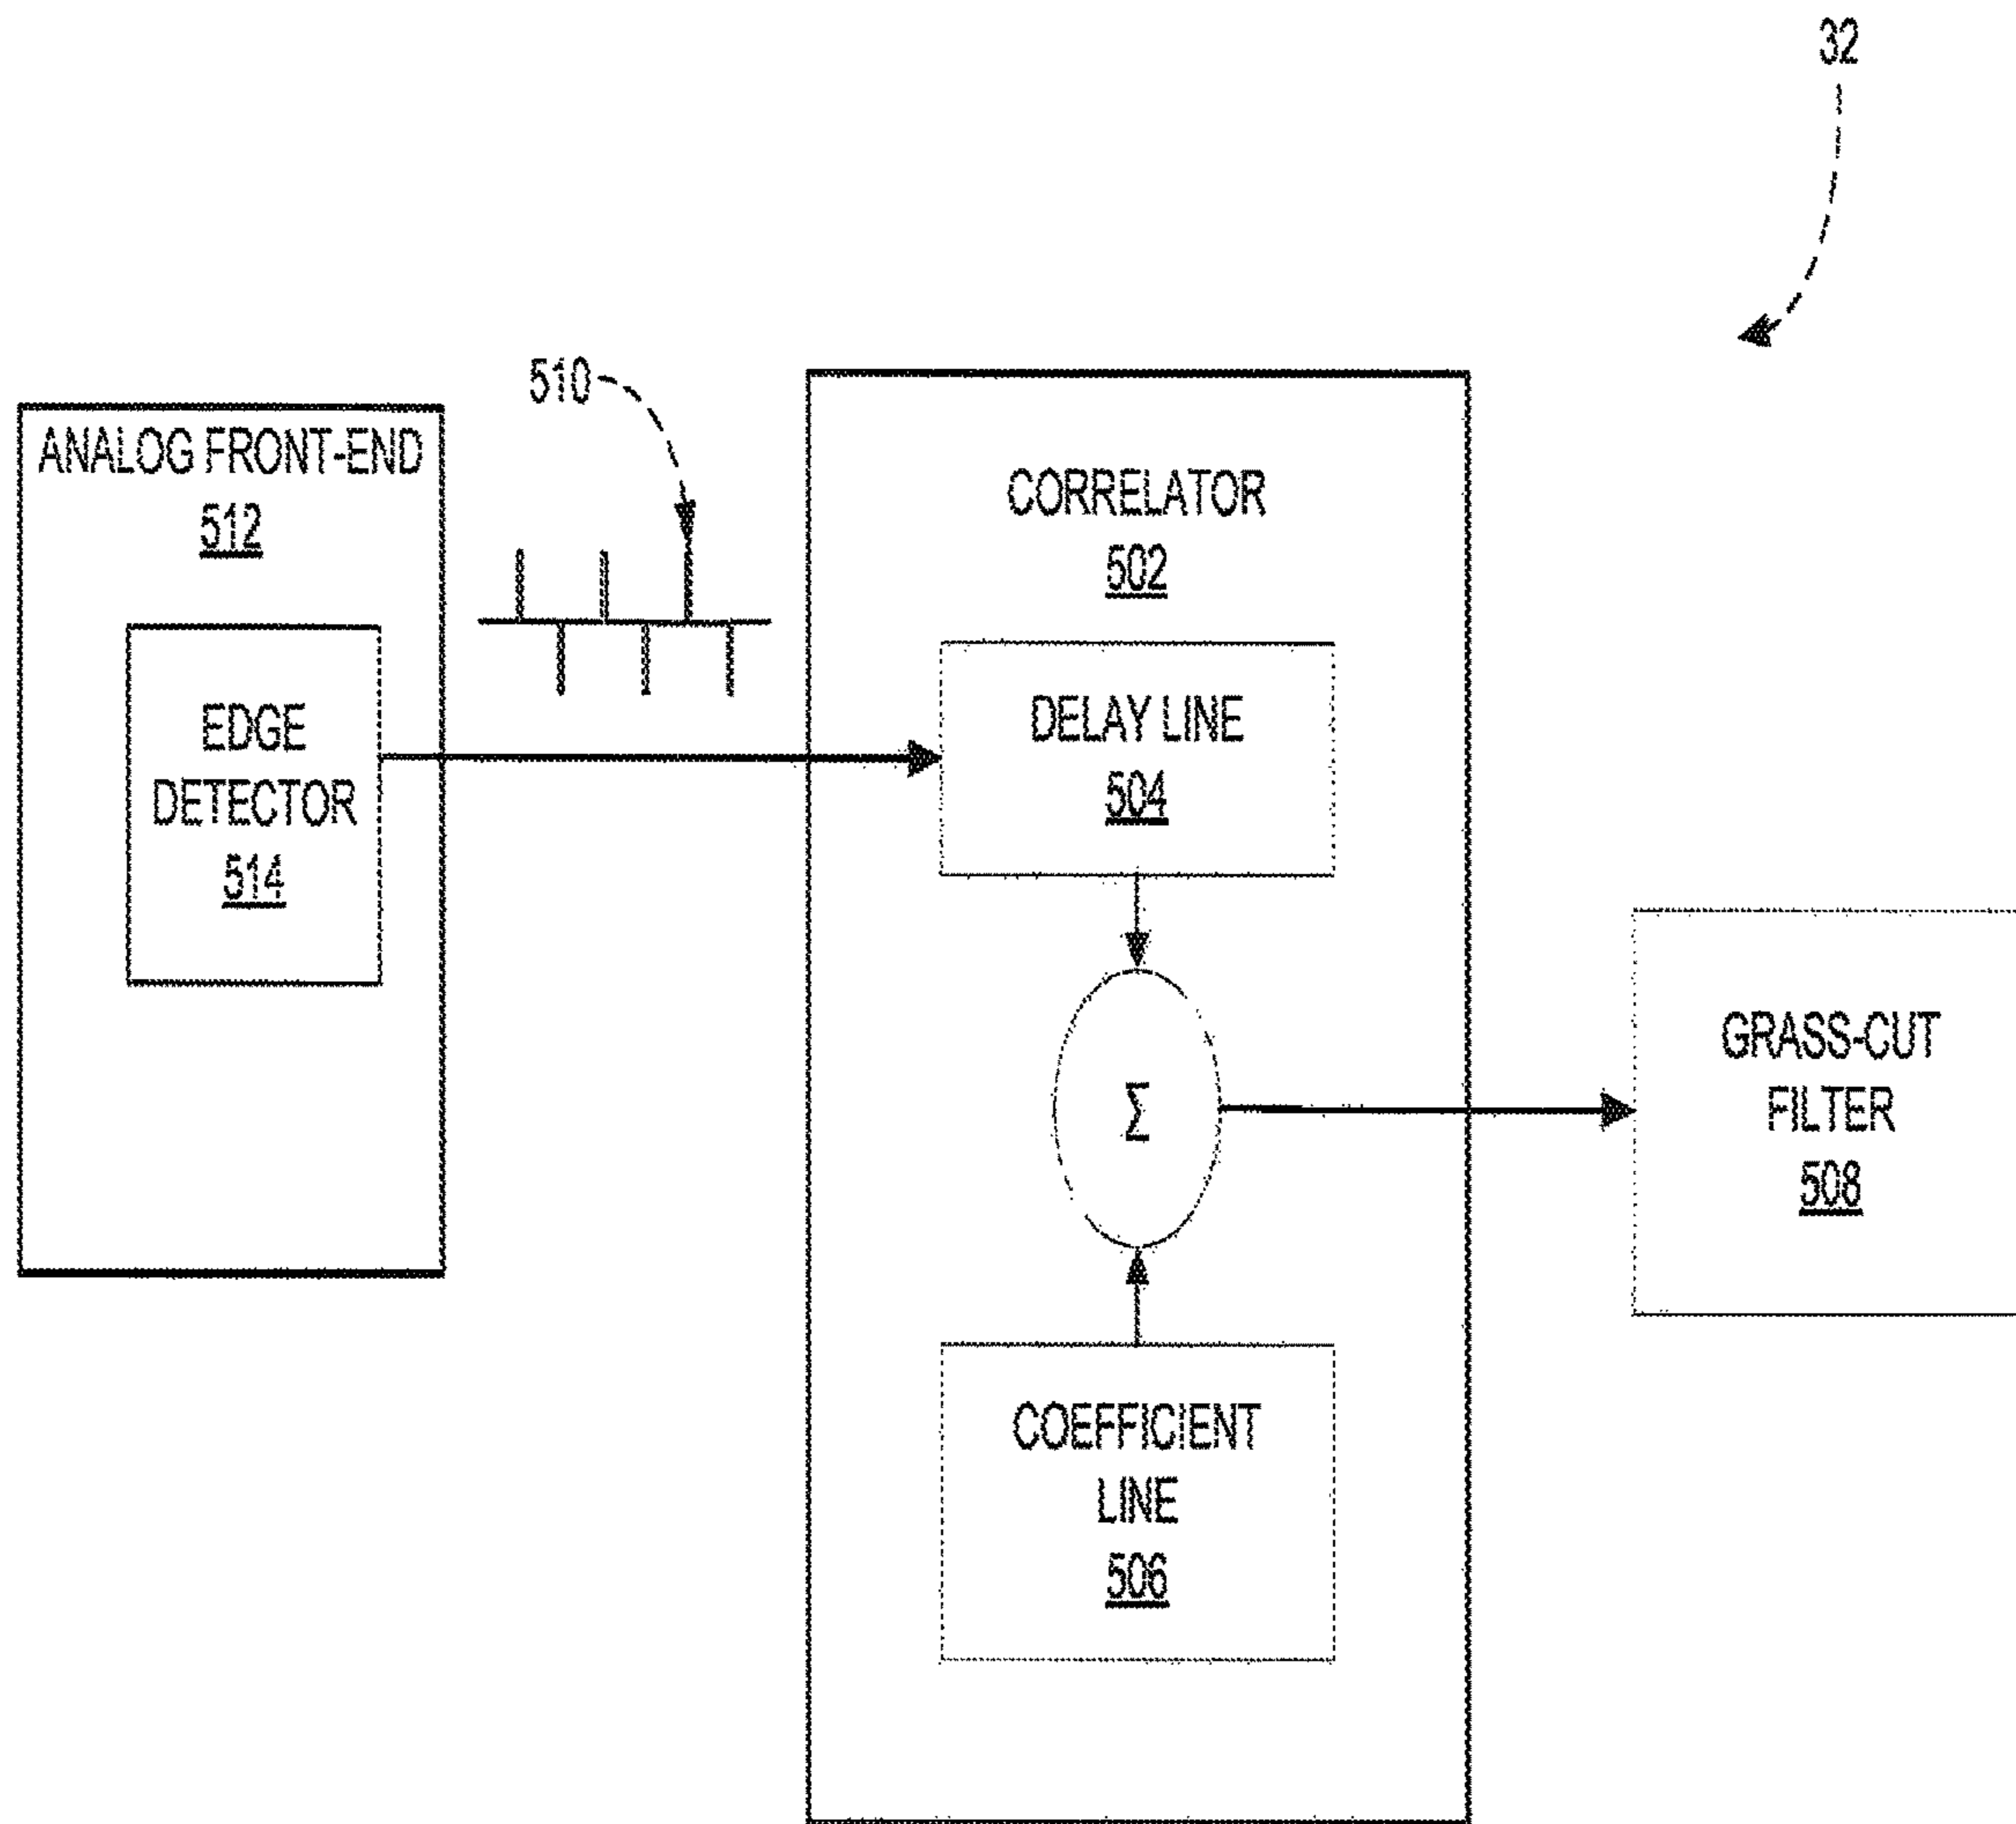 32
510
ANALOG FRONT-END
512
EDGE
DETECTOR
514
CORRELATOR
502
DELAY LINE
504
Σ
COEFFICIENT
LINE
506
GRASS-CUT
FILTER
508